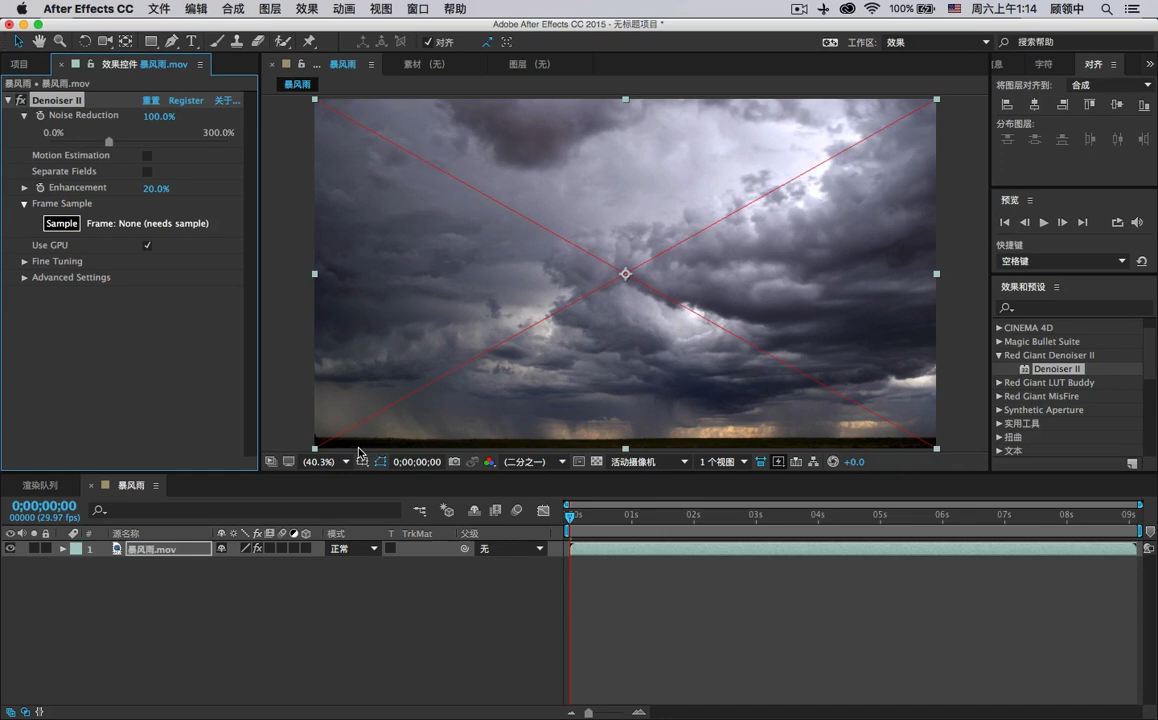 After Effects CC 文件 编辑 合成 图层 效果 动画 视图 窗口 帮助 100% 周六上午1:14 顾领中
Adobe After Effects CC 2015 - 无标题项目 *
对齐 工作区: 效果 搜索帮助
项目 效果控件 暴风雨.mov ... 暴风雨 素材 (无) 图层 (无) 息 字符 对齐
暴风雨 • 暴风雨.mov
暴风雨
将图层对齐到: 合成
fx Denoiser II 重置 Register 关于...
Noise Reduction 100.0%
分布图层:
0.0% 300.0%
Motion Estimation
Separate Fields
Enhancement 20.0%
Frame Sample
预览
Sample Frame: None (needs sample)
Use GPU
快捷键
Fine Tuning
空格键
Advanced Settings
效果和预设
CINEMA 4D
Magic Bullet Suite
Red Giant Denoiser II
Denoiser II
Red Giant LUT Buddy
Red Giant MisFire
Synthetic Aperture
实用工具
扭曲
文本
(40.3%) 0;00;00;00 (二分之一) 活动摄像机 1 个视图 +0.0
渲染队列 暴风雨
0;00;00;00
00000 (29.97 fps)
0s 01s 02s 03s 04s 05s 06s 07s 08s 09s
# 源名称 fx 模式 T TrkMat 父级
1 暴风雨.mov fx 正常 无